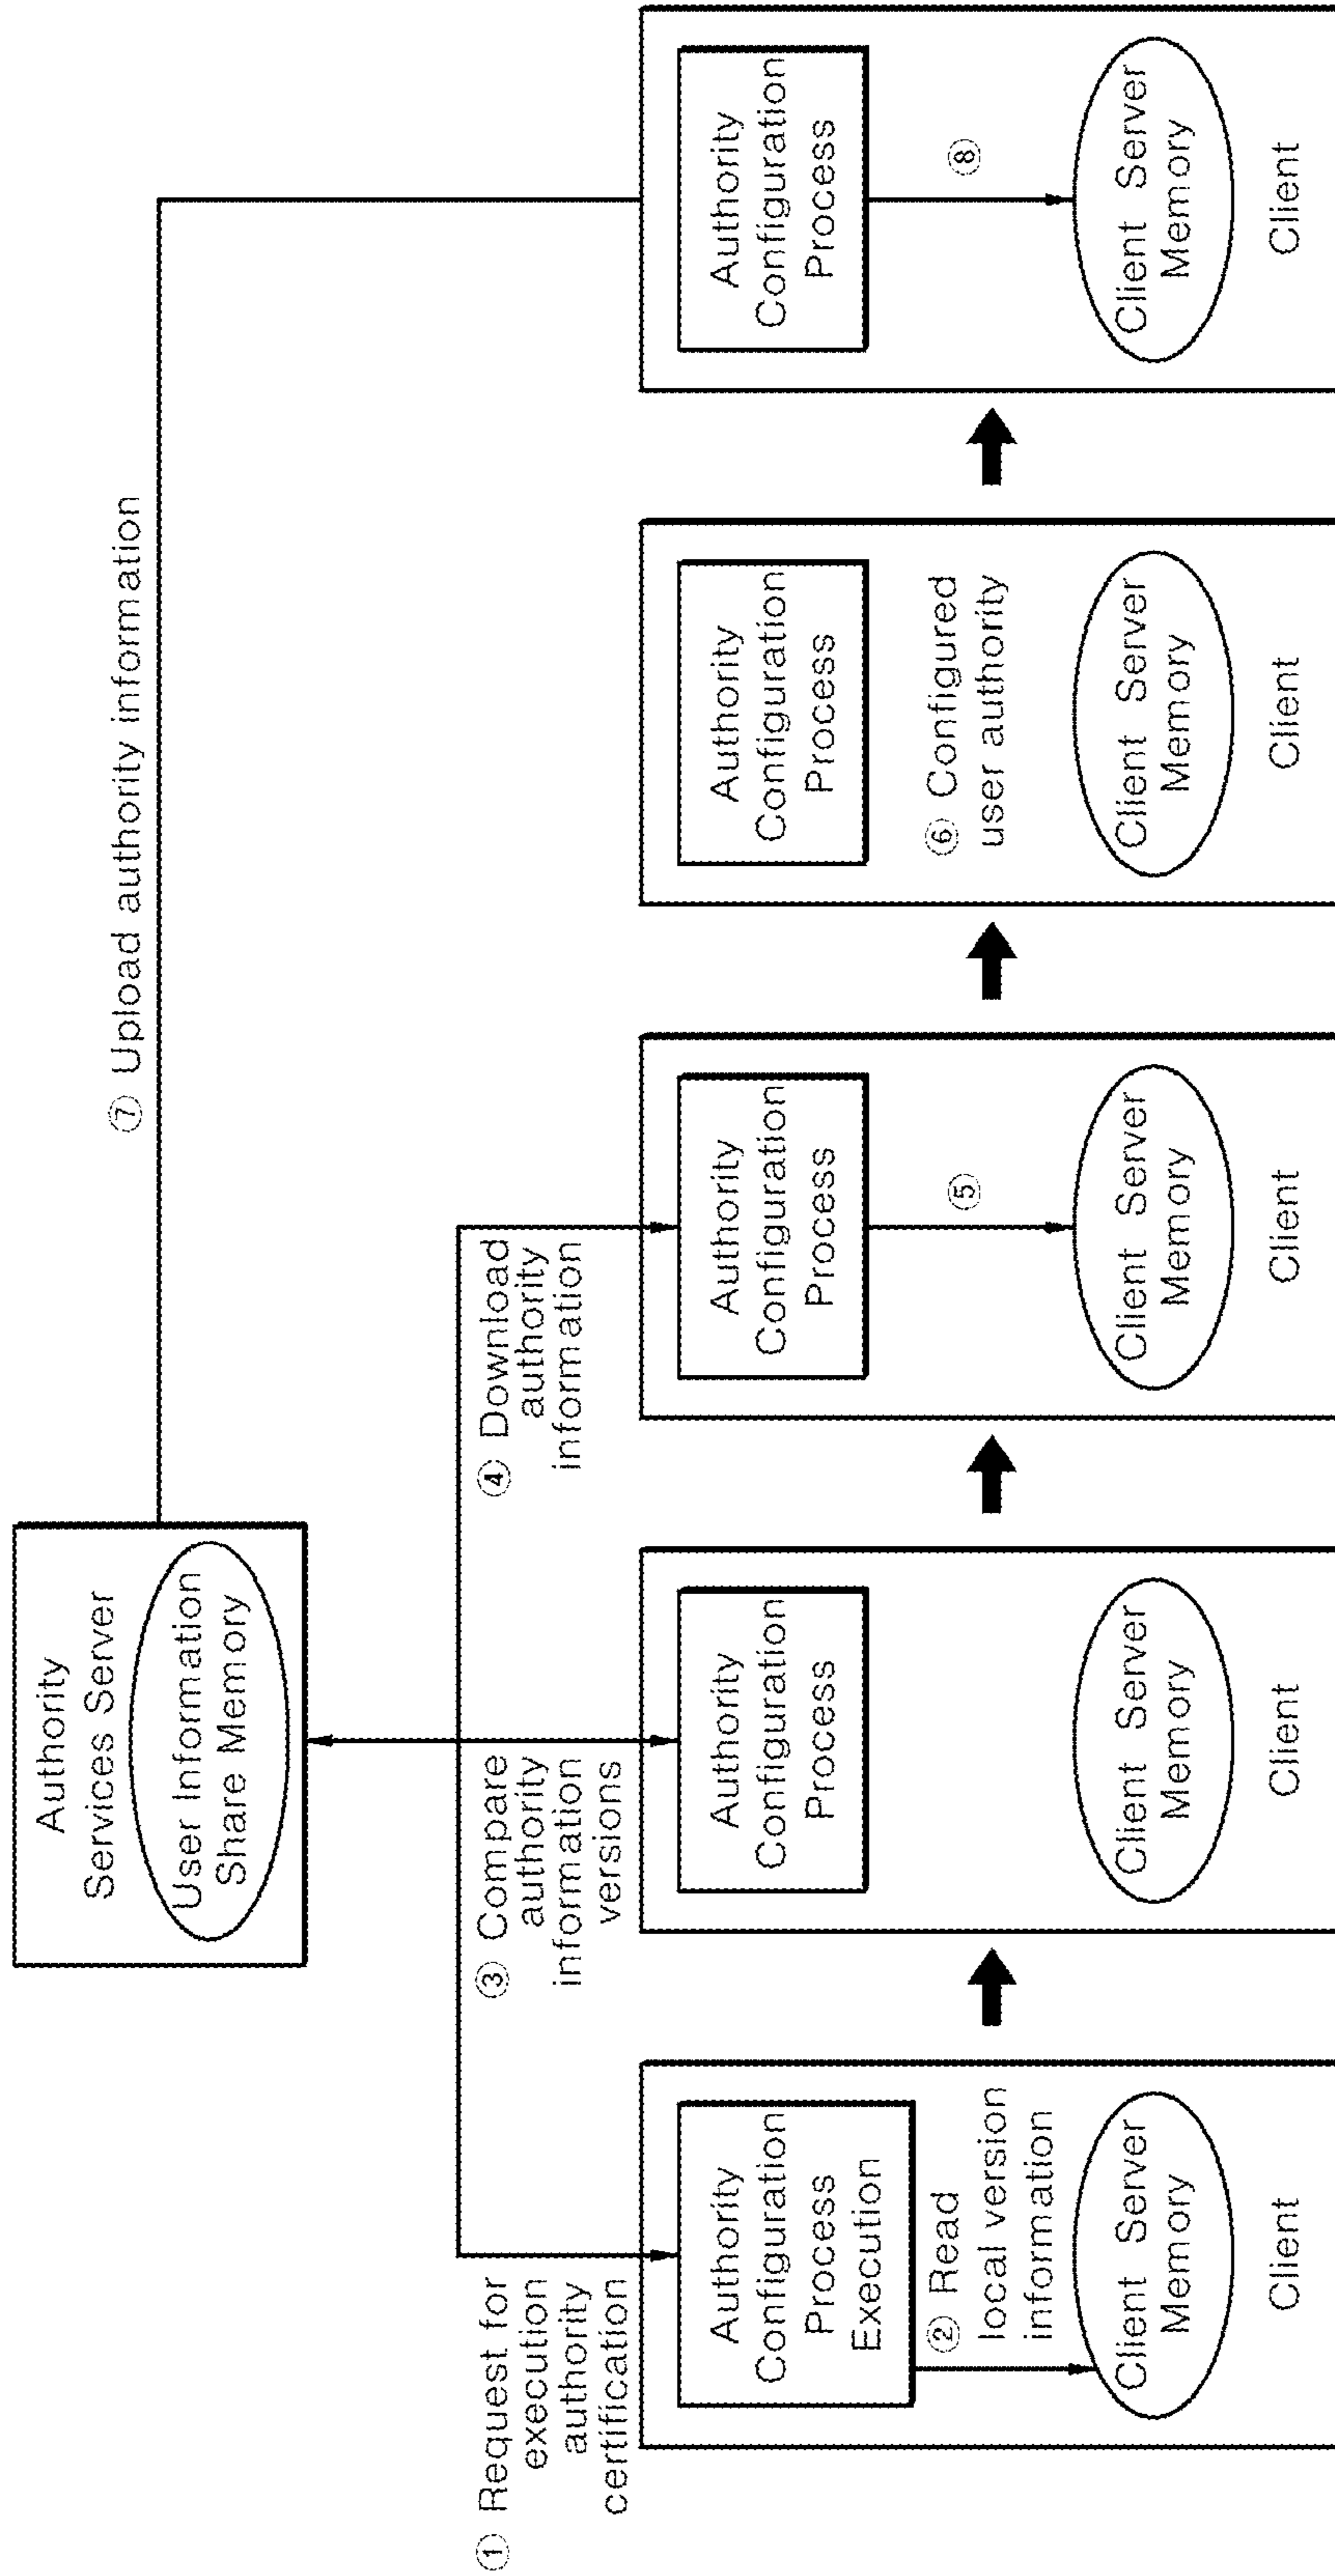 Authority
Services Server
User Information
Share Memory
⑦ Upload authority information
① Request for
execution
authority
certification
③ Compare
authority
information
versions
④ Download
authority
information
Authority
Configuration
Process
Execution
② Read
local version
information
Client Server
Memory
Client
Authority
Configuration
Process
Client Server
Memory
Client
Authority
Configuration
Process
⑤
Client Server
Memory
Client
Authority
Configuration
Process
⑥ Configured
user authority
Client Server
Memory
Client
Authority
Configuration
Process
⑧
Client Server
Memory
Client